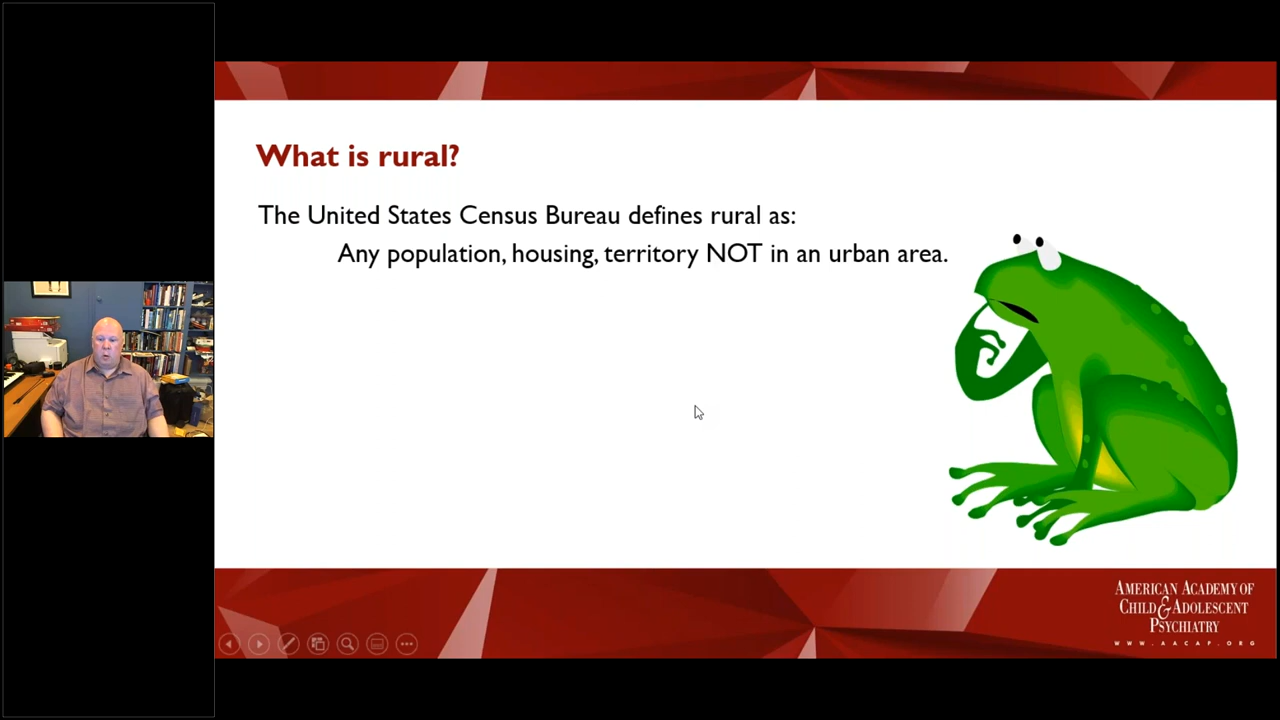 What is rural?
The United States Census Bureau defines rural as:
Any population, housing, territory NOT in an urban area.
AMERICAN ACADEMY OF
CHILD & ADOLESCENT
PSYCHIATRY
WWW.AACAP.ORG